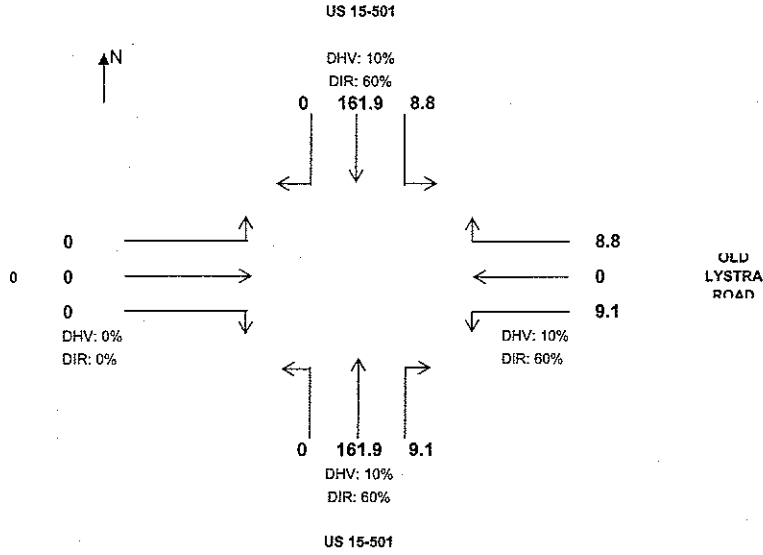 US 15-501
N
DHV: 10%
DIR: 60%
0 161.9 8.8
0 8.8
0 0 0
0 9.1
OLD
LYSTRA
ROAD
DHV: 0%
DIR: 0%
DHV: 10%
DIR: 60%
0 161.9 9.1
DHV: 10%
DIR: 60%
US 15-501